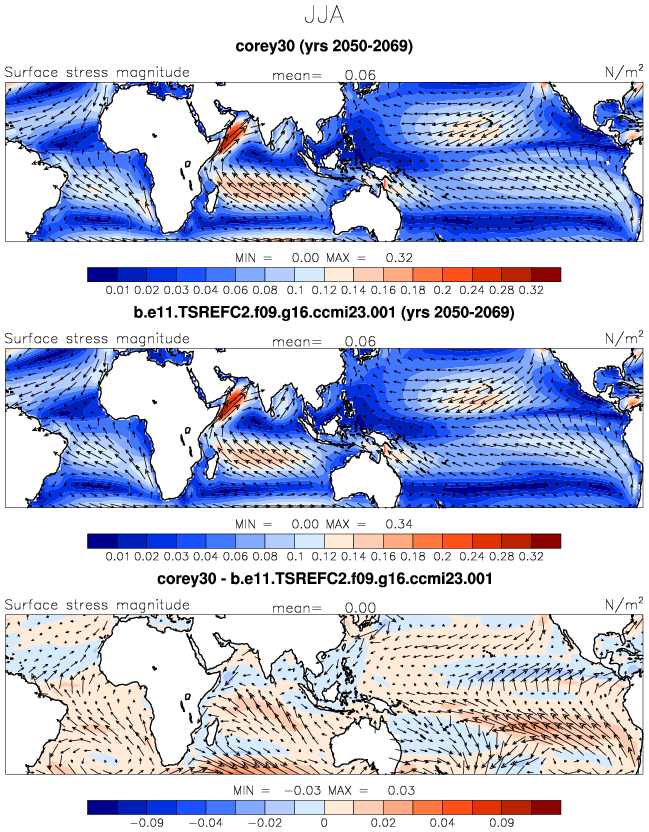 JJA
corey30 (yrs 2050-2069)
Surface stress magnitude mean= 0.06 N/m²
MIN = 0.00 MAX = 0.32
0.01 0.02 0.03 0.04 0.06 0.08 0.1 0.12 0.14 0.16 0.18 0.2 0.24 0.28 0.32
b.e11.TSREFC2.f09.g16.ccmi23.001 (yrs 2050-2069)
Surface stress magnitude mean= 0.06 N/m²
MIN = 0.00 MAX = 0.34
0.01 0.02 0.03 0.04 0.06 0.08 0.1 0.12 0.14 0.16 0.18 0.2 0.24 0.28 0.32
corey30 - b.e11.TSREFC2.f09.g16.ccmi23.001
Surface stress magnitude mean= 0.00 N/m²
MIN = −0.03 MAX = 0.03
−0.09 −0.04 −0.02 0 0.02 0.04 0.09